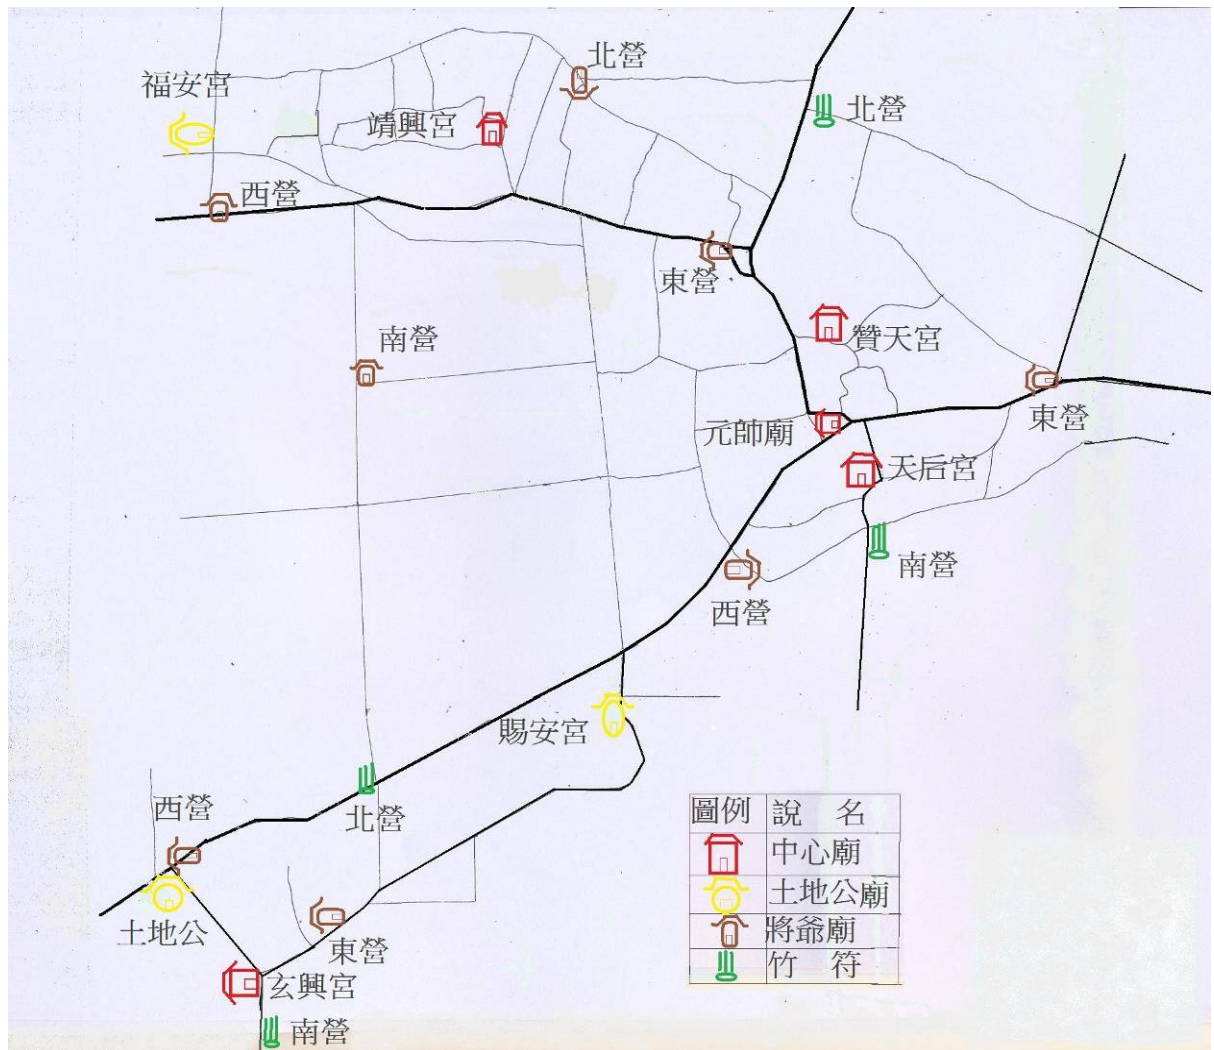 北營
福安宮
北營
靖興宮
西營
東營
南營
贊天宮
元帥廟
東營
天后宮
南營
西營
賜安宮
北營
西營
土地公
東營
玄興宮
南營
圖例 說 名
中心廟
土地公廟
將爺廟
竹 符